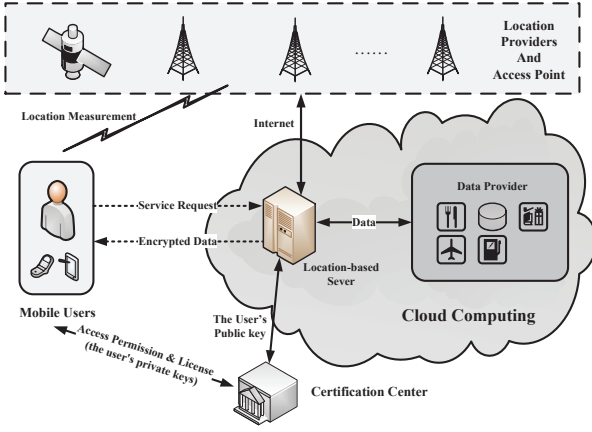 Location
Providers
And
Access Point
......
Location Measurement
Internet
Data Provider
Service Request
Data
Encrypted Data
Location-based
Sever
Mobile Users
The User's
Public key
Cloud Computing
Access Permission & License
(the user's private keys)
Certification Center